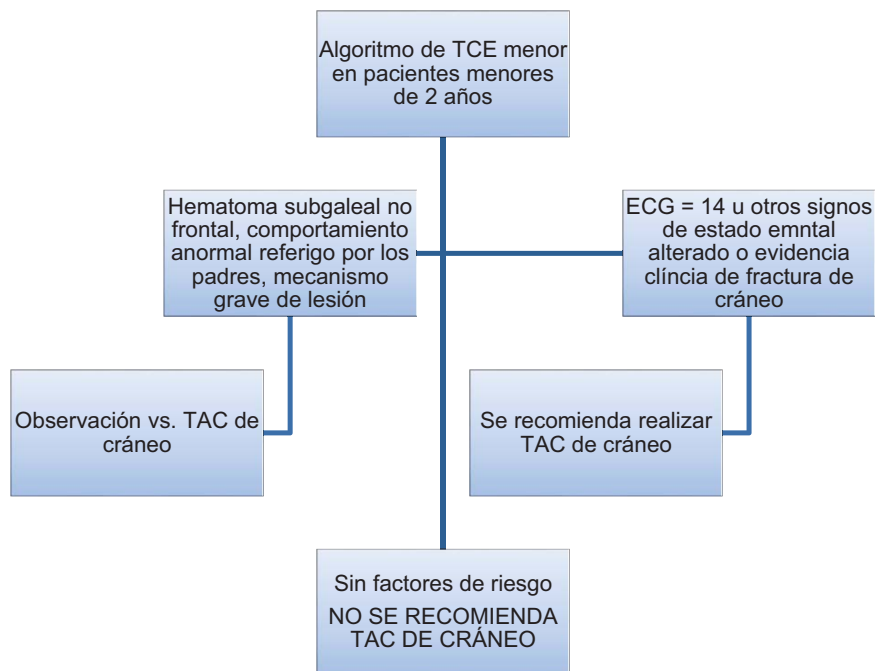 Algoritmo de TCE menor
en pacientes menores
de 2 años
Hematoma subgaleal no
frontal, comportamiento
anormal referigo por los
padres, mecanismo
grave de lesión
ECG = 14 u otros signos
de estado emntal
alterado o evidencia
clíncia de fractura de
cráneo
Observación vs. TAC de
cráneo
Se recomienda realizar
TAC de cráneo
Sin factores de riesgo
NO SE RECOMIENDA
TAC DE CRÁNEO